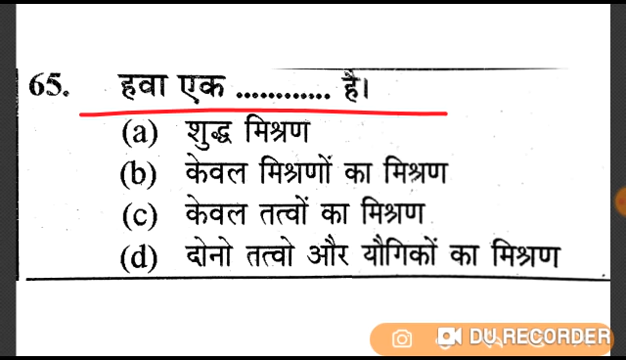 65. हवा एक ............. है।
(a) शुद्ध मिश्रण
(b) केवल मिश्रणों का मिश्रण
(c) केवल तत्वों का मिश्रण
(d) दोनो तत्वो और यौगिकों का मिश्रण
DU RECORDER